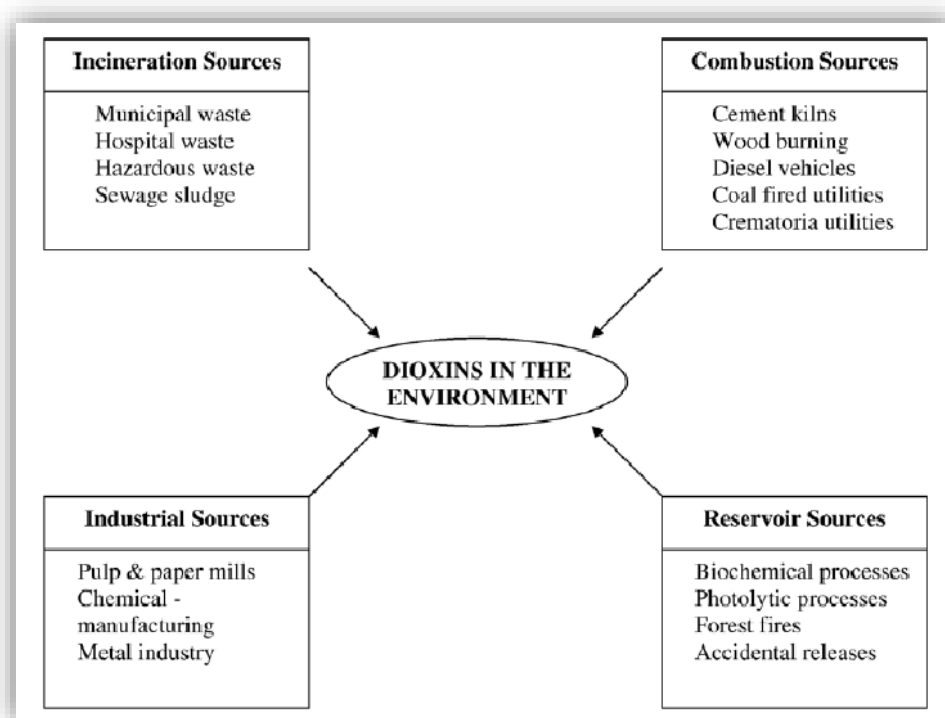 Incineration Sources
Municipal waste
Hospital waste
Hazardous waste
Sewage sludge
Combustion Sources
Cement kilns
Wood burning
Diesel vehicles
Coal fired utilities
Crematoria utilities
DIOXINS IN THE
ENVIRONMENT
Industrial Sources
Pulp & paper mills
Chemical -
manufacturing
Metal industry
Reservoir Sources
Biochemical processes
Photolytic processes
Forest fires
Accidental releases